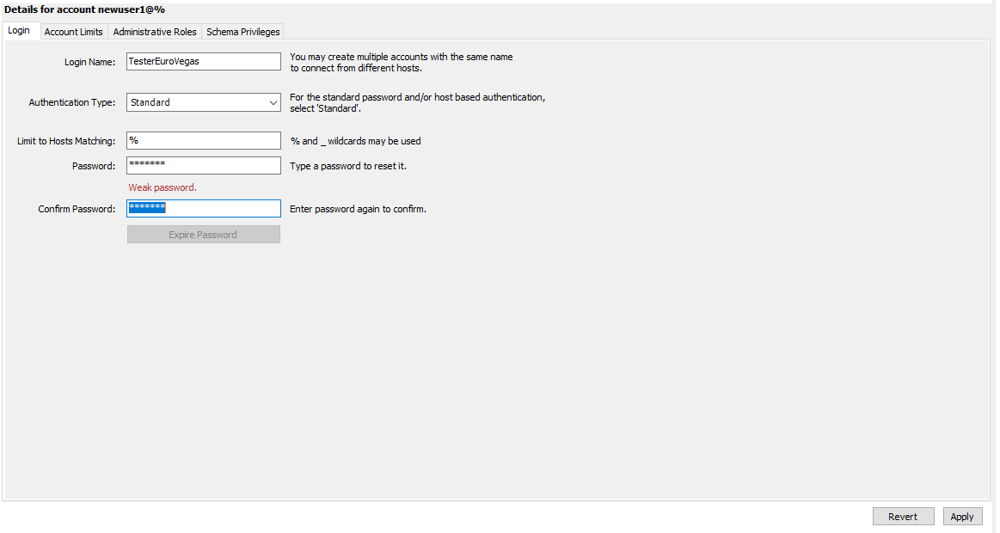 Details for account newuser1@%
Login Account Limits Administrative Roles Schema Privileges
Login Name: TesterEuroVegas You may create multiple accounts with the same name
to connect from different hosts.
Authentication Type: Standard For the standard password and/or host based authentication,
select 'Standard'.
Limit to Hosts Matching: % % and _ wildcards may be used
Password: ******* Type a password to reset it.
Weak password.
Confirm Password: ******* Enter password again to confirm.
Expire Password
Revert Apply